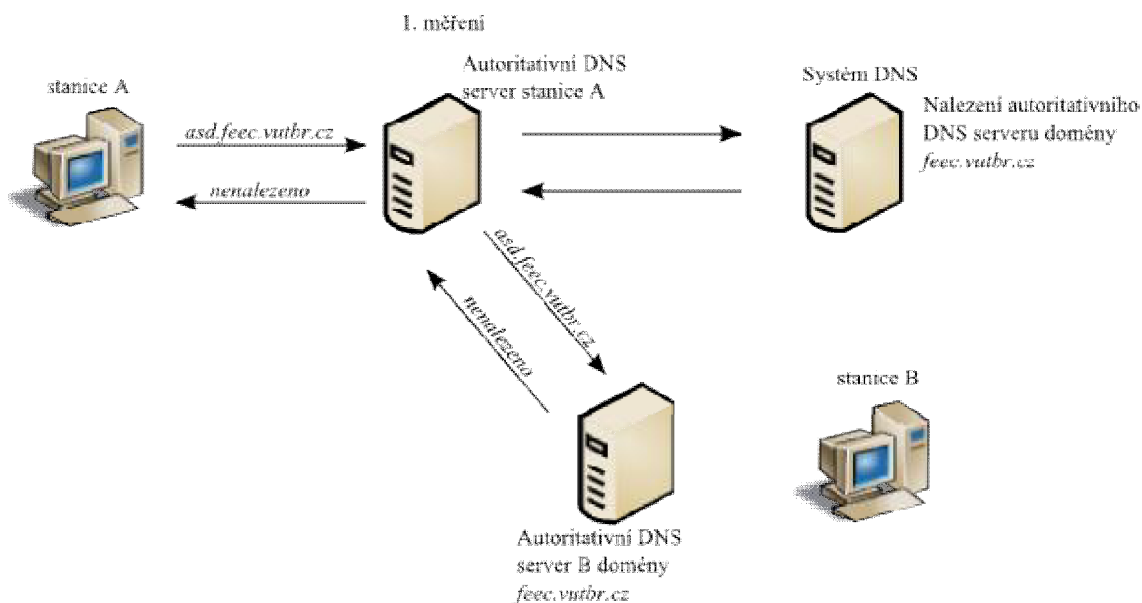 1. měření
Autoritativní DNS
server stanice A
stanice A
Systém DNS
Nalezení autoritativního
DNS serveru domény
feec.vutbr.cz
asd.feec.vutbr.cz
nenalezeno
asd.feec.vutbr.cz
nenalezeno
stanice B
Autoritativní DNS
server B domény
feec.vutbr.cz